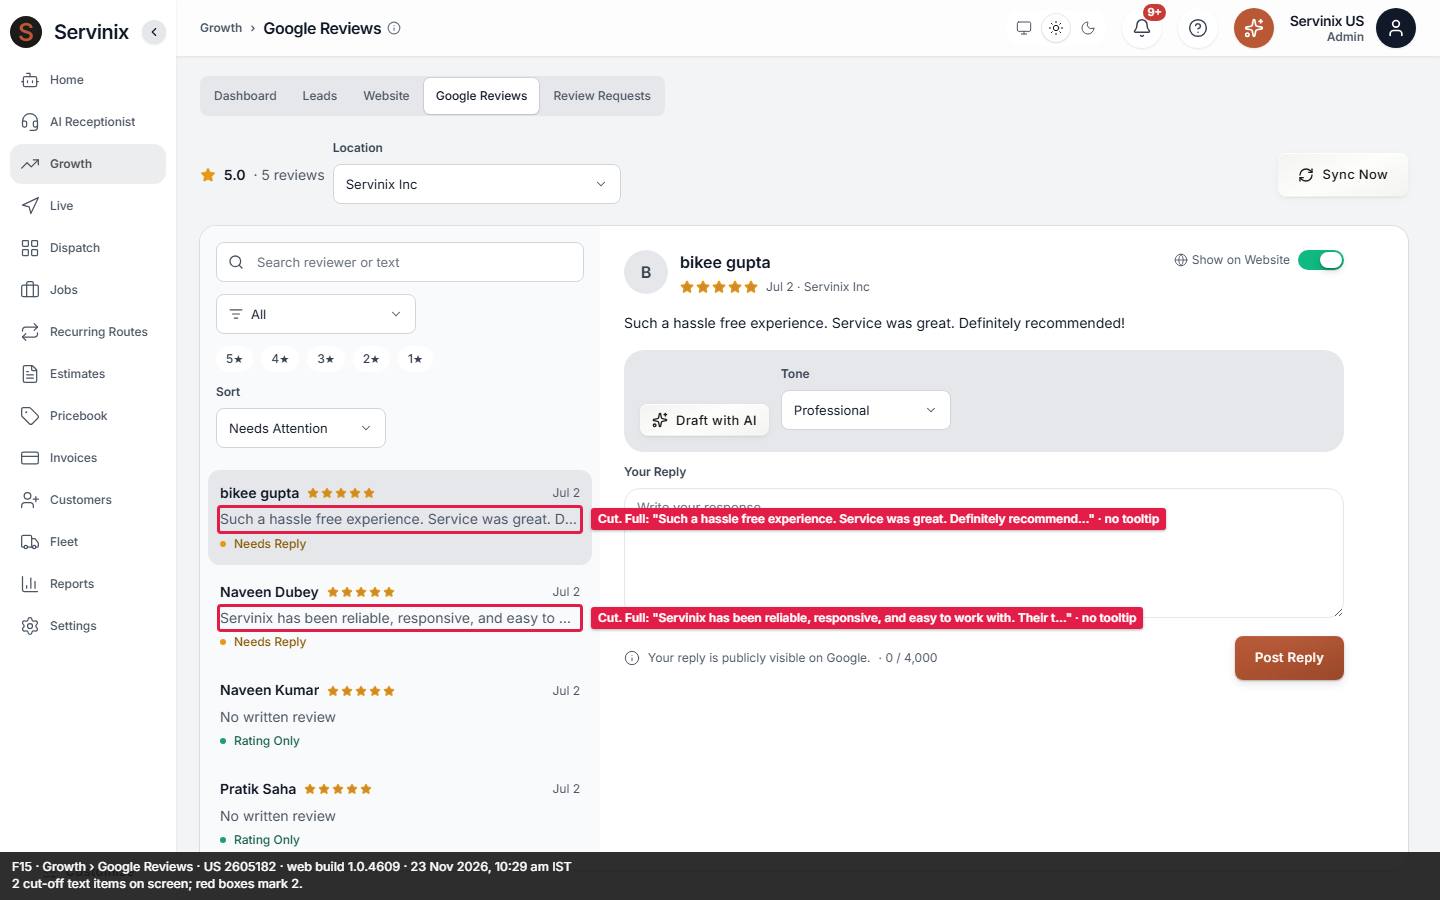 Servinix
Home
AI Receptionist
Growth
Live
Dispatch
Jobs
Recurring Routes
Estimates
Pricebook
Invoices
Customers
Fleet
Reports
Settings
Growth › Google Reviews
9+
Servinix US
Admin
Dashboard Leads Website Google Reviews Review Requests
Location
5.0 · 5 reviews
Servinix Inc
Sync Now
Search reviewer or text
All
5★ 4★ 3★ 2★ 1★
Sort
Needs Attention
bikee gupta Jul 2
Such a hassle free experience. Service was great. D...
Needs Reply
Naveen Dubey Jul 2
Servinix has been reliable, responsive, and easy to ...
Needs Reply
Naveen Kumar Jul 2
No written review
Rating Only
Pratik Saha Jul 2
No written review
Rating Only
B
bikee gupta
Jul 2 · Servinix Inc
Show on Website
Such a hassle free experience. Service was great. Definitely recommended!
Tone
Draft with AI
Professional
Your Reply
Write your response
Cut. Full: "Such a hassle free experience. Service was great. Definitely recommend..." · no tooltip
Cut. Full: "Servinix has been reliable, responsive, and easy to work with. Their t..." · no tooltip
Your reply is publicly visible on Google. · 0 / 4,000
Post Reply
F15 · Growth › Google Reviews · US 2605182 · web build 1.0.4609 · 23 Nov 2026, 10:29 am IST
2 cut-off text items on screen; red boxes mark 2.